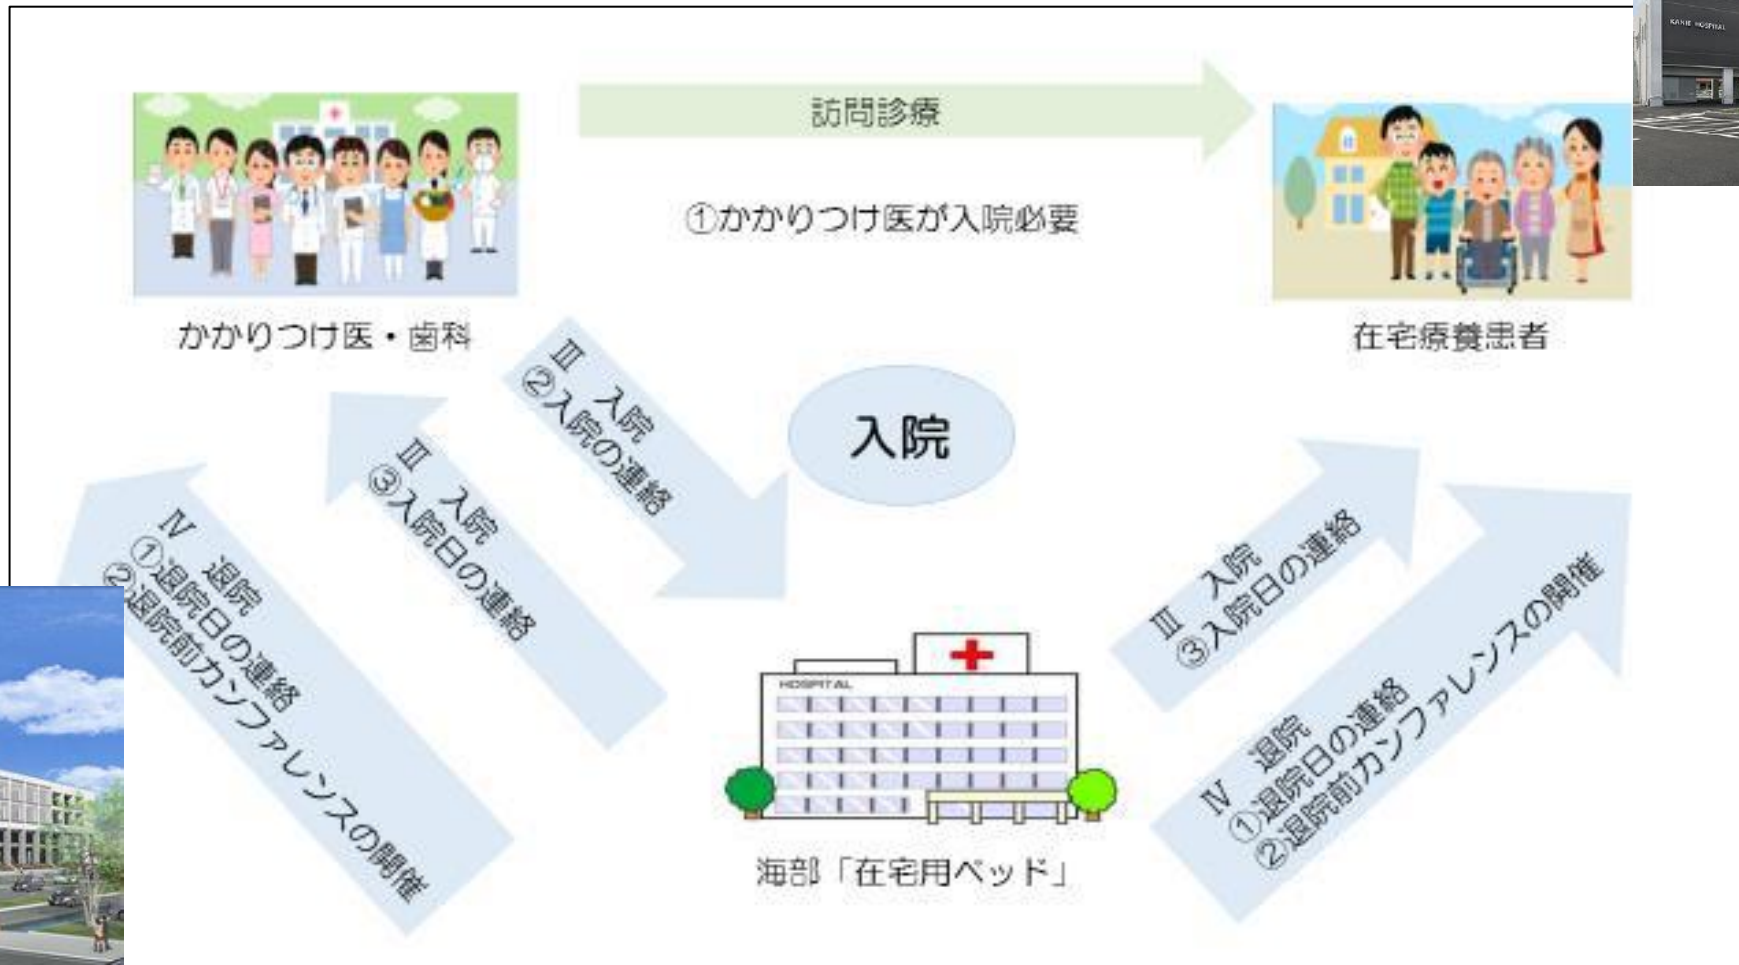 KANIE HOSPITAL
訪問診療
①かかりつけ医が入院必要
かかりつけ医・歯科
在宅療養患者
Ⅲ 入院
②入院の連絡
入院
Ⅲ 入院
③入院日の連絡
Ⅳ 退院
①退院日の連絡
②退院前カンファレンスの開催
Ⅲ 入院
③入院日の連絡
Ⅳ 退院
①退院日の連絡
②退院前カンファレンスの開催
HOSPITAL
海部「在宅用ベッド」